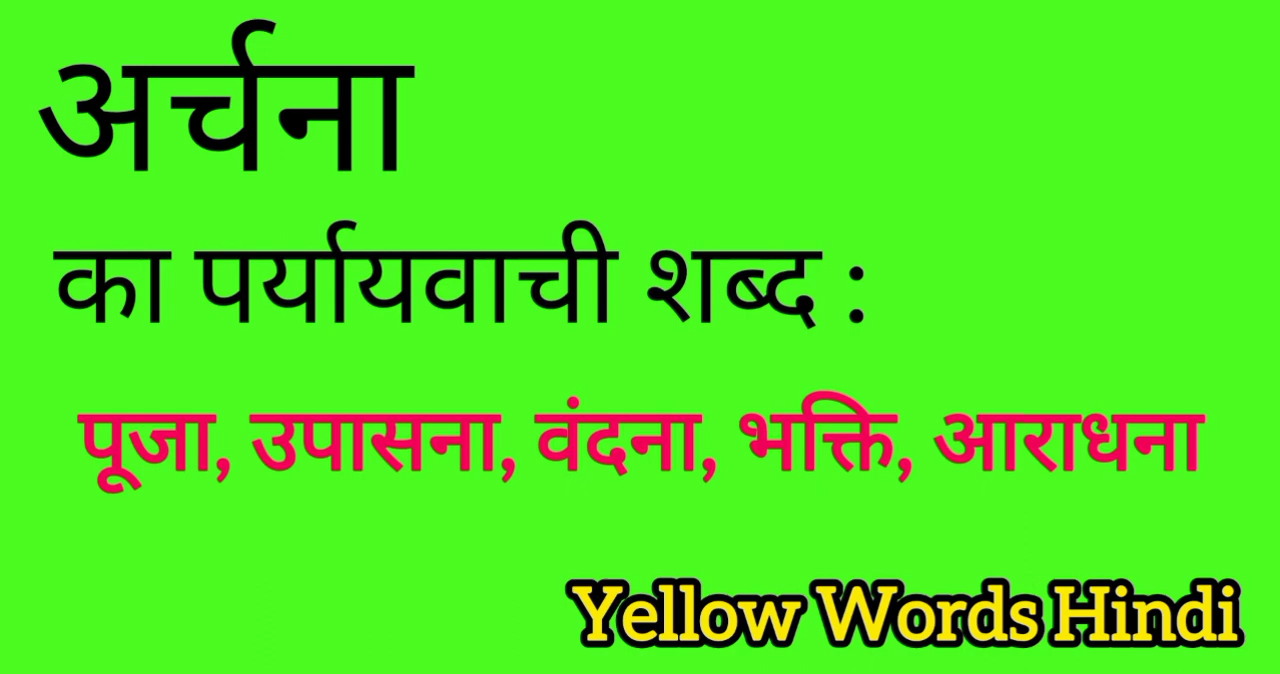 अर्चना
का पर्यायवाची शब्द :
पूजा, उपासना, वंदना, भक्ति, आराधना
Yellow Words Hindi